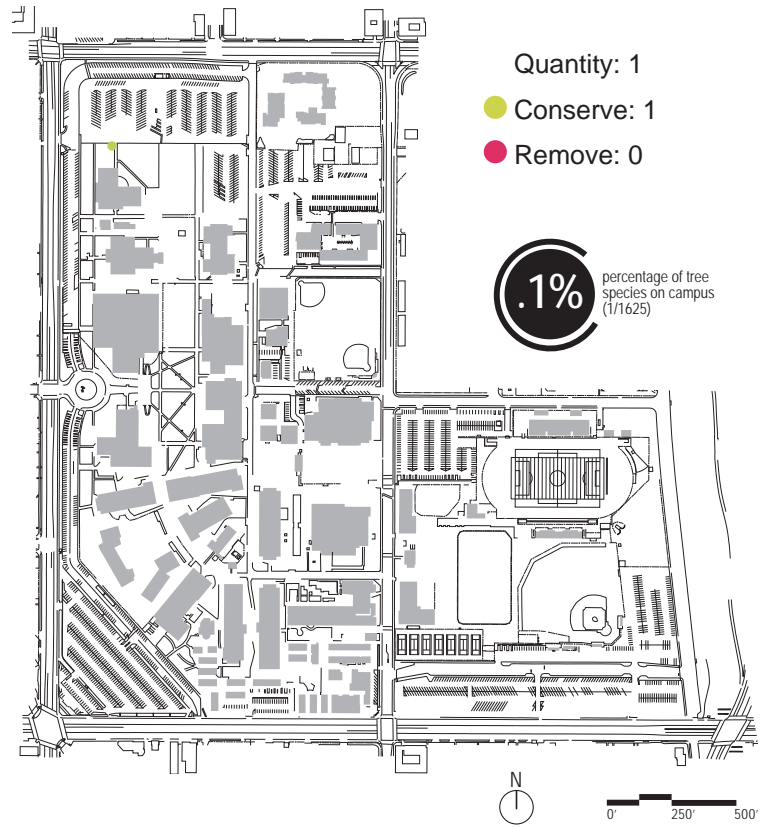 Quantity: 1
Conserve: 1
Remove: 0
.1%
percentage of tree
species on campus
(1/1625)
N
0' 250' 500'